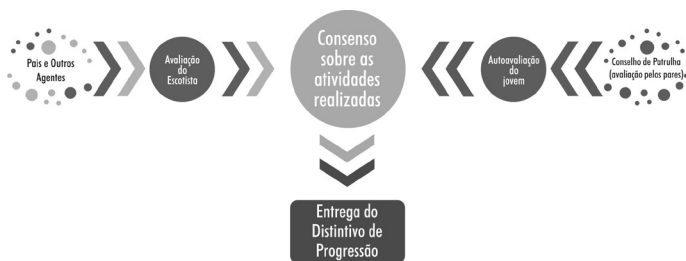 Pais e Outros
Agentes
Avaliação
do
Escotista
Consenso
sobre as
atividades
realizadas
Autoavaliação
do
jovem
Conselho de Patrulha
(avaliação pelos pares)
Entrega do
Distintivo de
Progressão